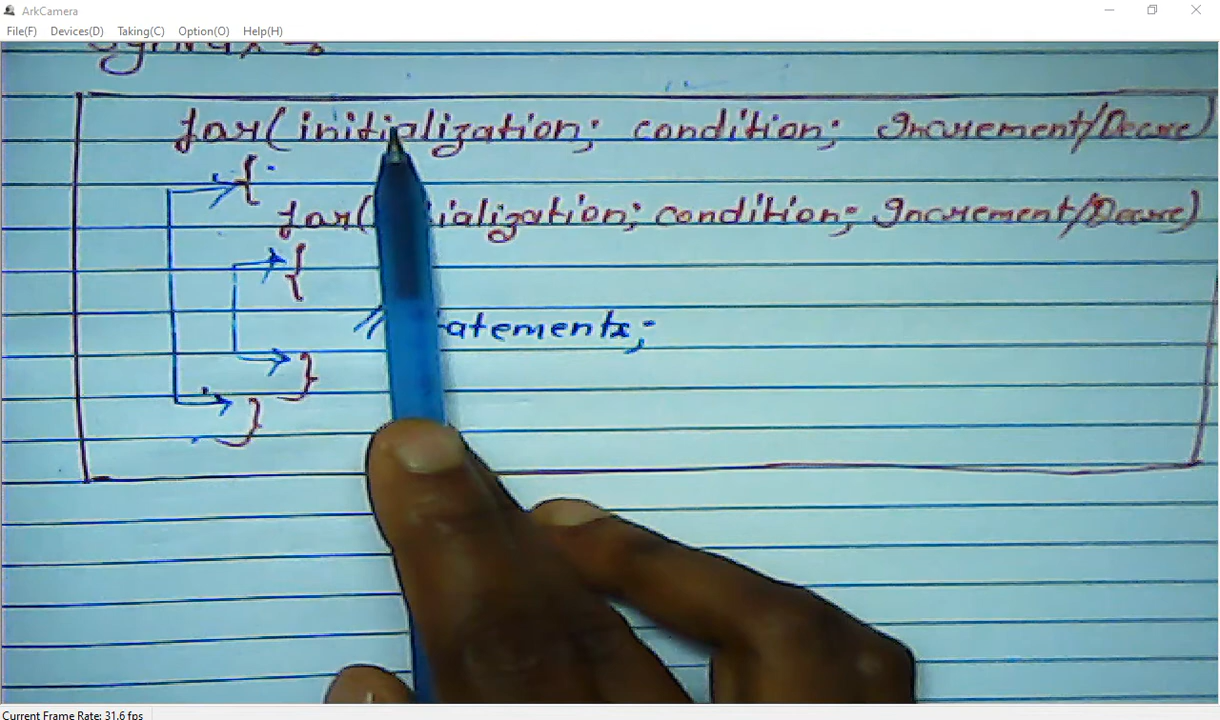 ArkCamera
File(F) Devices(D) Taking(C) Option(O) Help(H)
Syntax :
for(initialization; condition; Increment/Decre)
{
for( ialization; condition; Increment/Decre)
{
// atements;
}
}
Current Frame Rate: 31.6 fps